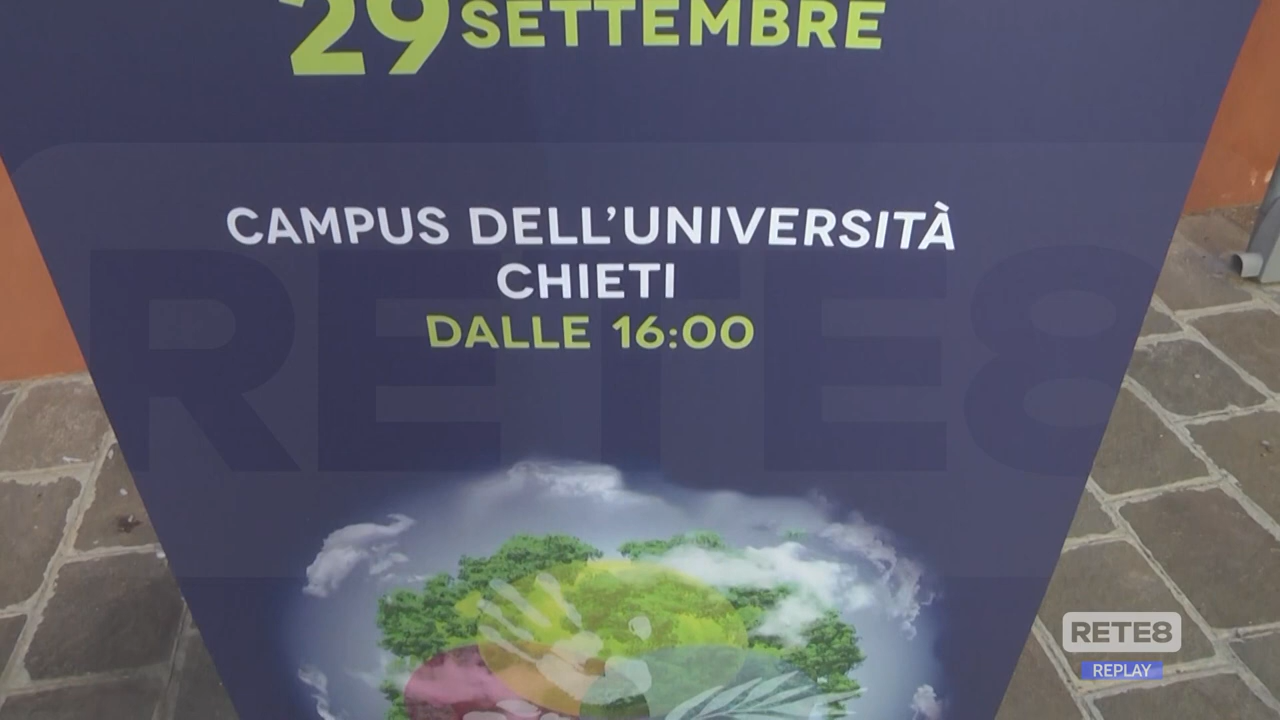 29 SETTEMBRE
CAMPUS DELL'UNIVERSITÀ
CHIETI
DALLE 16:00
RETE8
RETE8
REPLAY